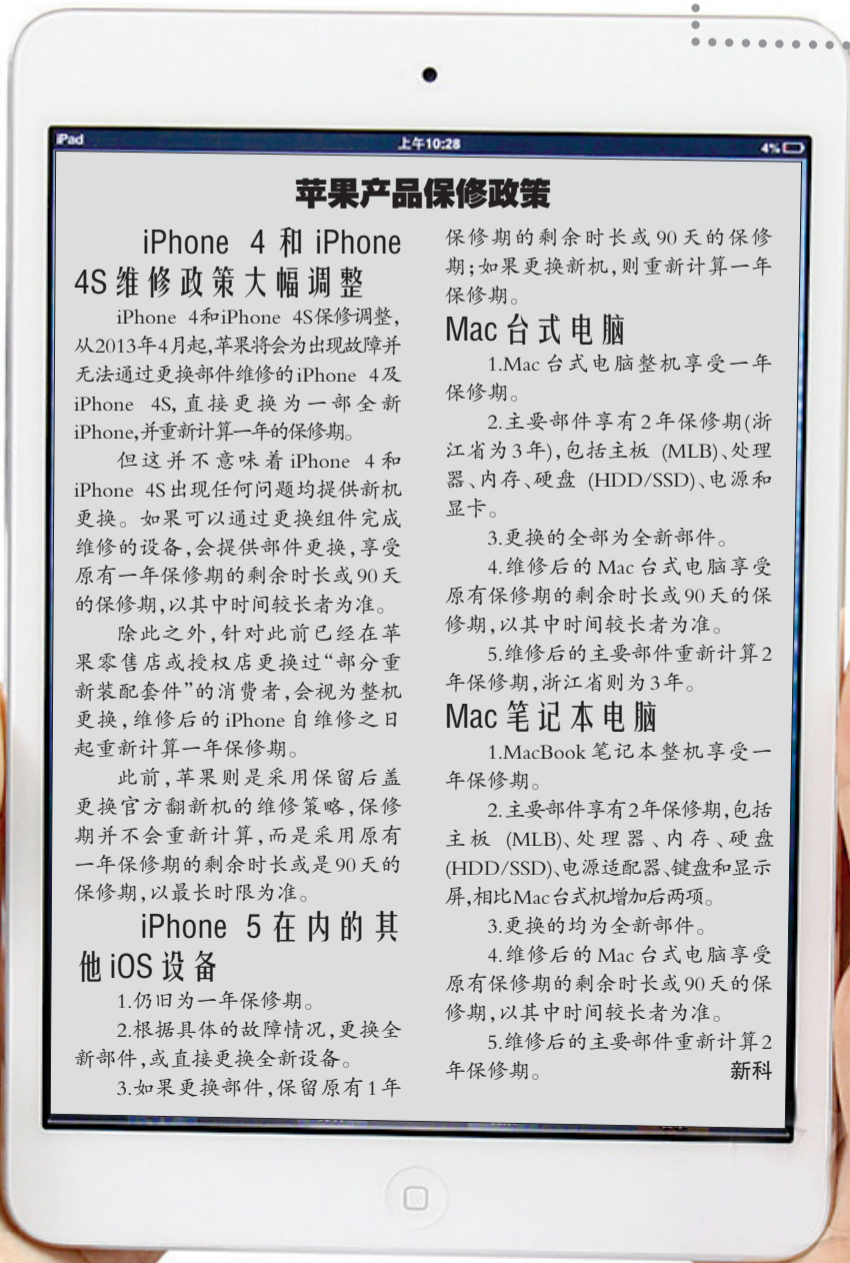 iPad
上午10:28
4%
苹果产品保修政策
iPhone 4 和 iPhone
4S 维修政策大幅调整
iPhone 4和iPhone 4S保修调整,
从2013年4月起,苹果将会为出现故障并
无法通过更换部件维修的iPhone 4及
iPhone 4S,直接更换为一部全新
iPhone,并重新计算一年的保修期。
但这并不意味着 iPhone 4 和
iPhone 4S出现任何问题均提供新机
更换。如果可以通过更换组件完成
维修的设备,会提供部件更换,享受
原有一年保修期的剩余时长或90天
的保修期,以其中时间较长者为准。
除此之外,针对此前已经在苹
果零售店或授权店更换过“部分重
新装配套件”的消费者,会视为整机
更换,维修后的 iPhone 自维修之日
起重新计算一年保修期。
此前,苹果则是采用保留后盖
更换官方翻新机的维修策略,保修
期并不会重新计算,而是采用原有
一年保修期的剩余时长或是90天的
保修期,以最长时限为准。
iPhone 5 在内的其
他 iOS 设备
1.仍旧为一年保修期。
2.根据具体的故障情况,更换全
新部件,或直接更换全新设备。
3.如果更换部件,保留原有1年
保修期的剩余时长或90天的保修
期;如果更换新机,则重新计算一年
保修期。
Mac 台式电脑
1.Mac 台式电脑整机享受一年
保修期。
2.主要部件享有2年保修期(浙
江省为3年),包括主板 (MLB)、处理
器、内存、硬盘 (HDD/SSD)、电源和
显卡。
3.更换的全部为全新部件。
4.维修后的 Mac 台式电脑享受
原有保修期的剩余时长或90天的保
修期,以其中时间较长者为准。
5.维修后的主要部件重新计算2
年保修期,浙江省则为3年。
Mac 笔记本电脑
1.MacBook 笔记本整机享受一
年保修期。
2.主要部件享有2年保修期,包括
主板 (MLB)、处理器、内存、硬盘
(HDD/SSD)、电源适配器、键盘和显示
屏,相比Mac台式机增加后两项。
3.更换的均为全新部件。
4.维修后的 Mac 台式电脑享受
原有保修期的剩余时长或90天的保
修期,以其中时间较长者为准。
5.维修后的主要部件重新计算2
年保修期。 新科